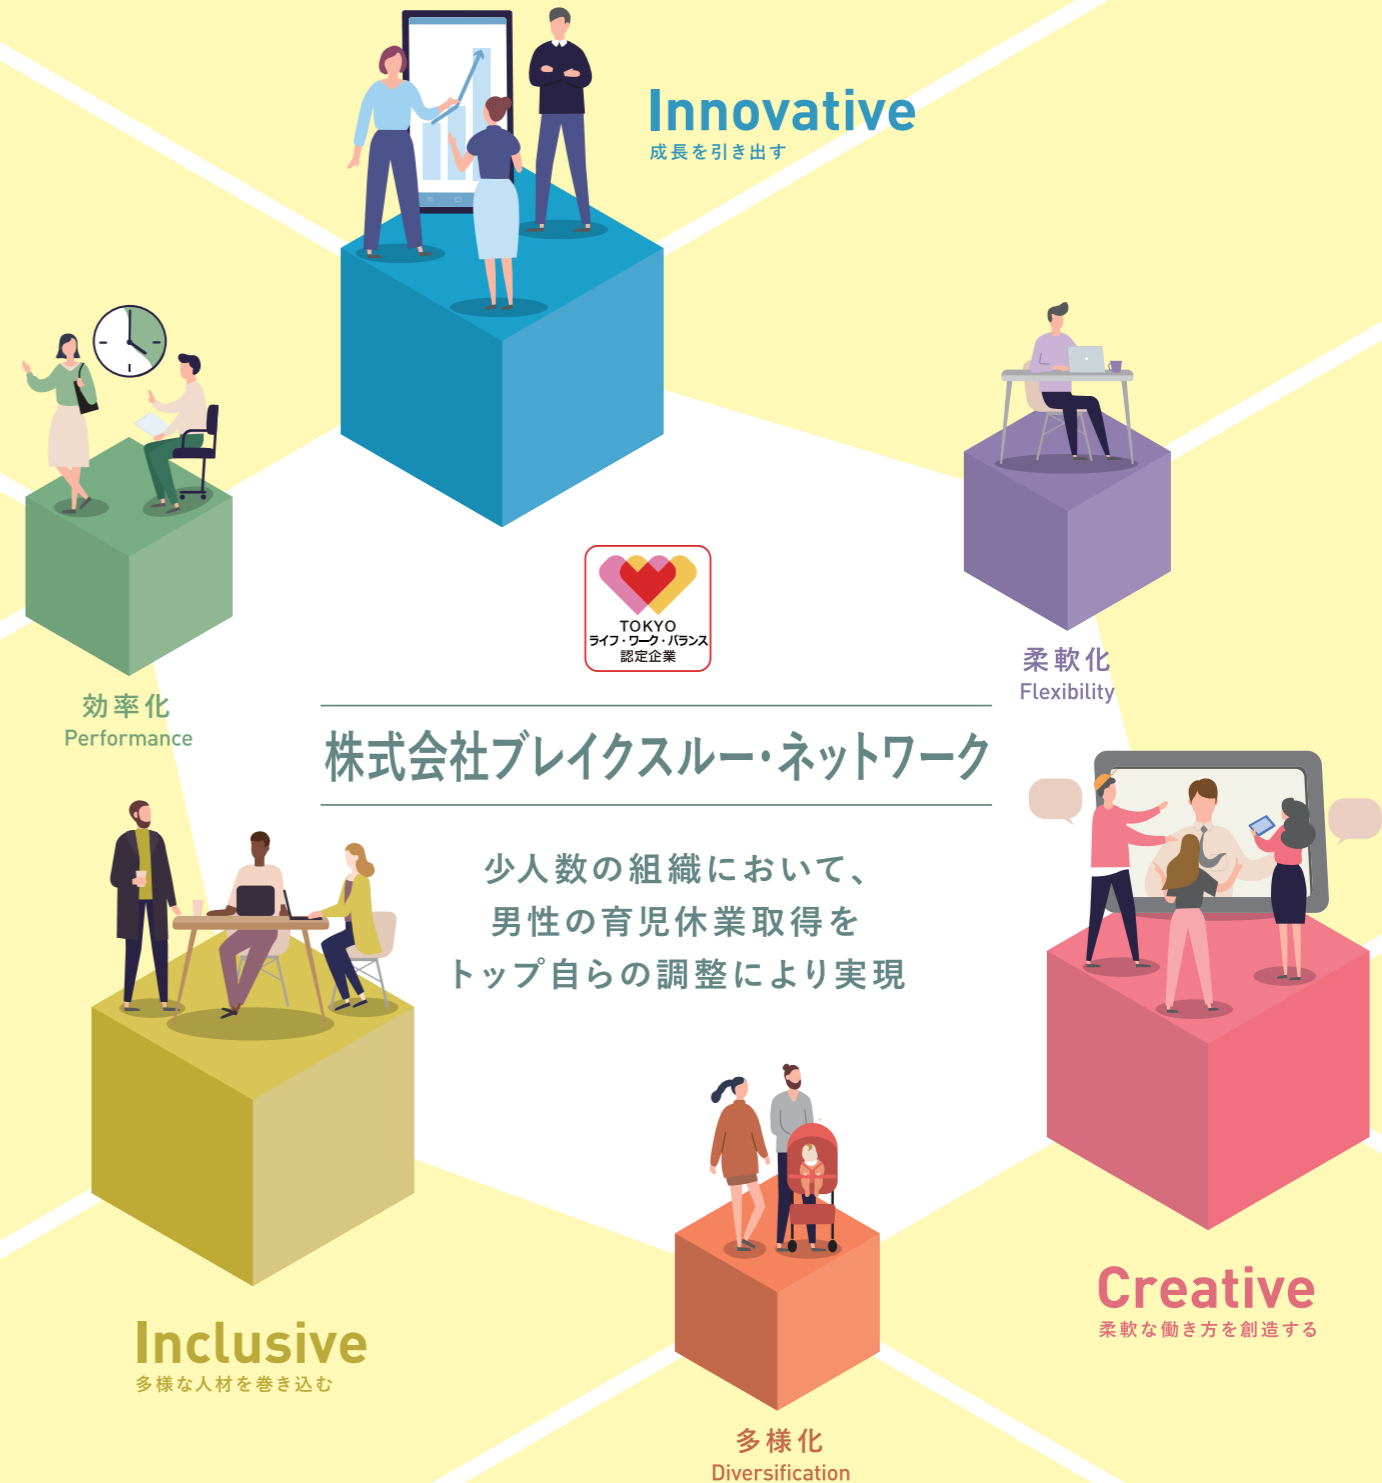 Innovative
成長を引き出す
TOKYO
ライフ・ワーク・バランス
認定企業
柔軟化
Flexibility
効率化
Performance
株式会社ブレイクスルー・ネットワーク
少人数の組織において、
男性の育児休業取得を
トップ自らの調整により実現
Creative
柔軟な働き方を創造する
Inclusive
多様な人材を巻き込む
多様化
Diversification